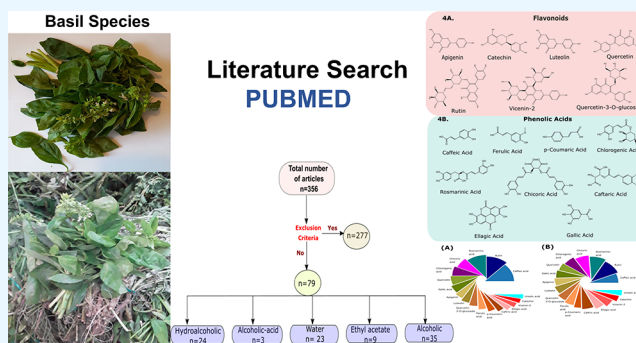 Basil Species
Literature Search
PUBMED
Total number
of articles
n=356
Exclusion
Criteria
Yes
n=277
No
n=79
Hydroalcoholic
n=24
Alcoholic-acid
n=3
Water
n= 23
Ethyl acetate
n=9
Alcoholic
n=35
4A.
Flavonoids
Apigenin
Catechin
Luteolin
Quercetin
Rutin
Vicenin-2
Quercetin-3-O-glucos
4B.
Phenolic Acids
Caffeic Acid
Ferulic Acid
p-Coumaric Acid
Chlorogenic Ac
Rosmarinic Acid
Chicoric Acid
Caftaric Acid
Ellagic Acid
Gallic Acid
(A)
(B)